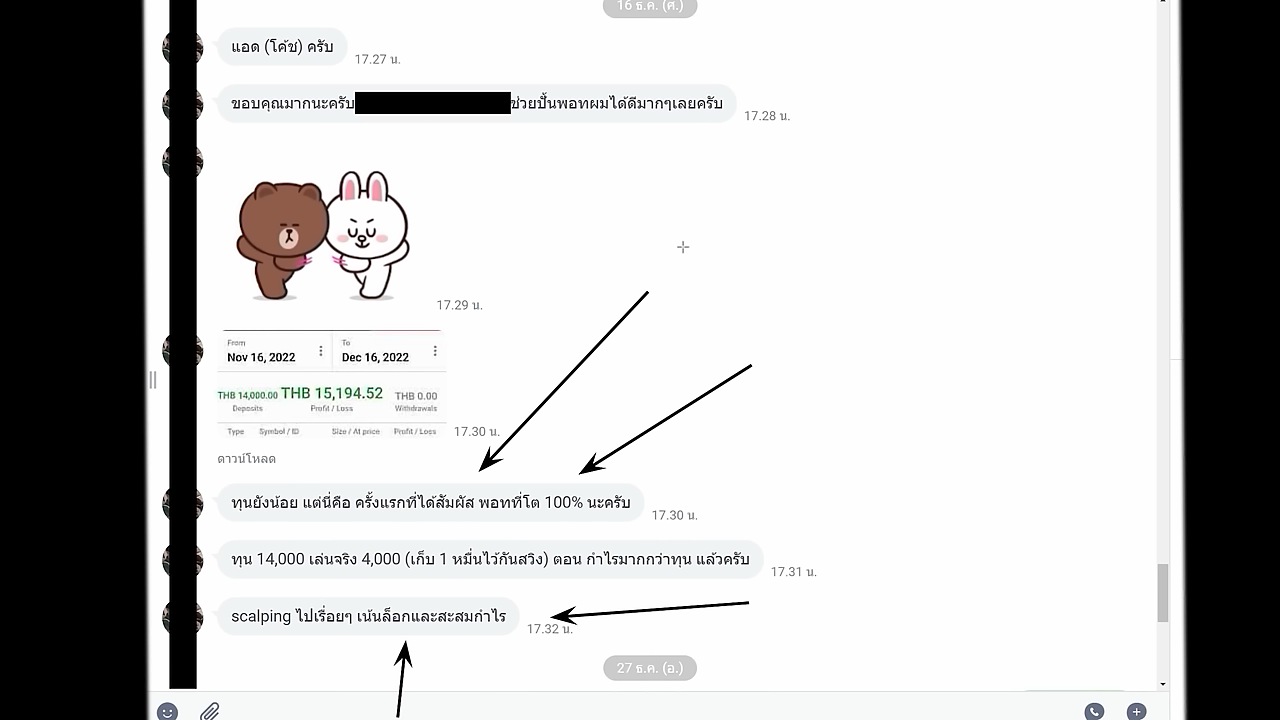 16 ธ.ค. (ศ.)
แอด (โค้ช) ครับ
17.27 น.
ขอบคุณมากนะครับ ช่วยปั้นพอทผมได้ดีมากๆเลยครับ
17.28 น.
17.29 น.
From To
Nov 16, 2022 Dec 16, 2022
THB 14,000.00 THB 15,194.52 THB 0.00
Deposits Profit / Loss Withdrawals
Type Symbol / ID Size / At price Profit / Loss
17.30 น.
ดาวน์โหลด
ทุนยังน้อย แต่นี่คือ ครั้งแรกที่ได้สัมผัส พอทที่โต 100% นะครับ
17.30 น.
ทุน 14,000 เล่นจริง 4,000 (เก็บ 1 หมื่นไว้กันสวิง) ตอน กำไรมากกว่าทุน แล้วครับ
17.31 น.
scalping ไปเรื่อยๆ เน้นล็อกและสะสมกำไร
17.32 น.
27 ธ.ค. (อ.)